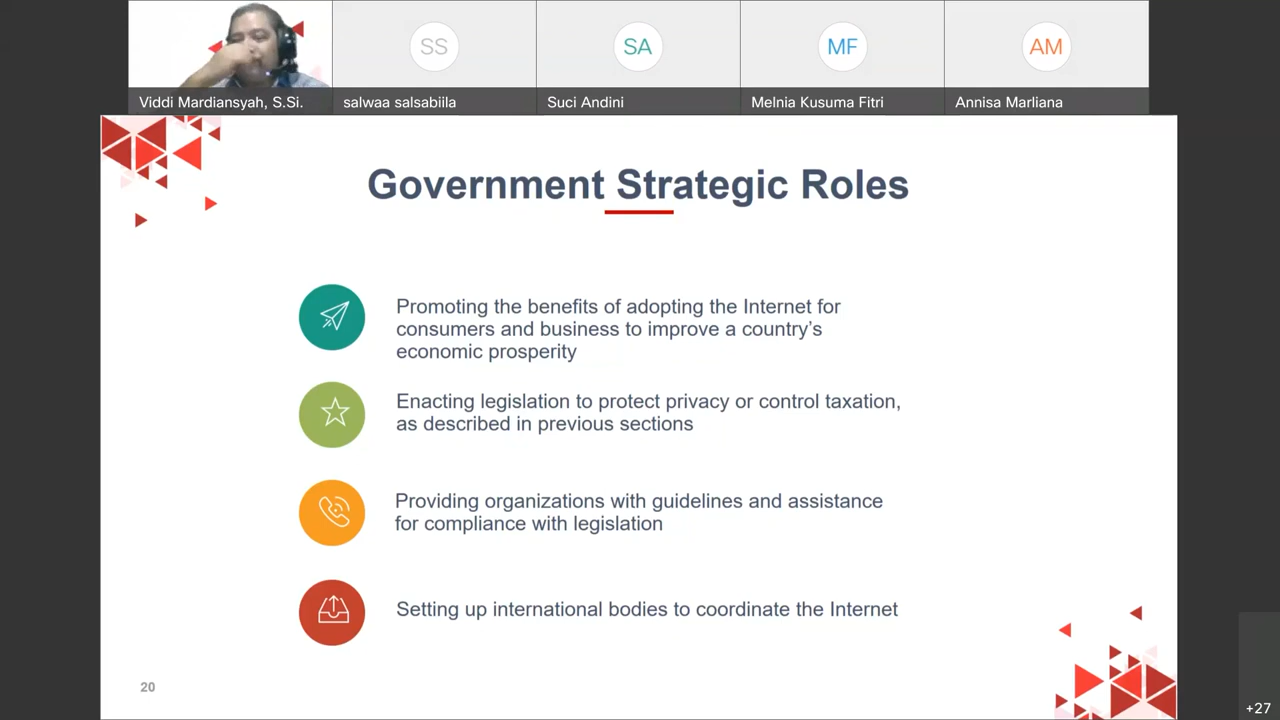 SS
SA
MF
AM
Viddi Mardiansyah, S.Si.
salwaa salsabiila
Suci Andini
Melnia Kusuma Fitri
Annisa Marliana
Government Strategic Roles
Promoting the benefits of adopting the Internet for
consumers and business to improve a country’s
economic prosperity
Enacting legislation to protect privacy or control taxation,
as described in previous sections
Providing organizations with guidelines and assistance
for compliance with legislation
Setting up international bodies to coordinate the Internet
20
+27